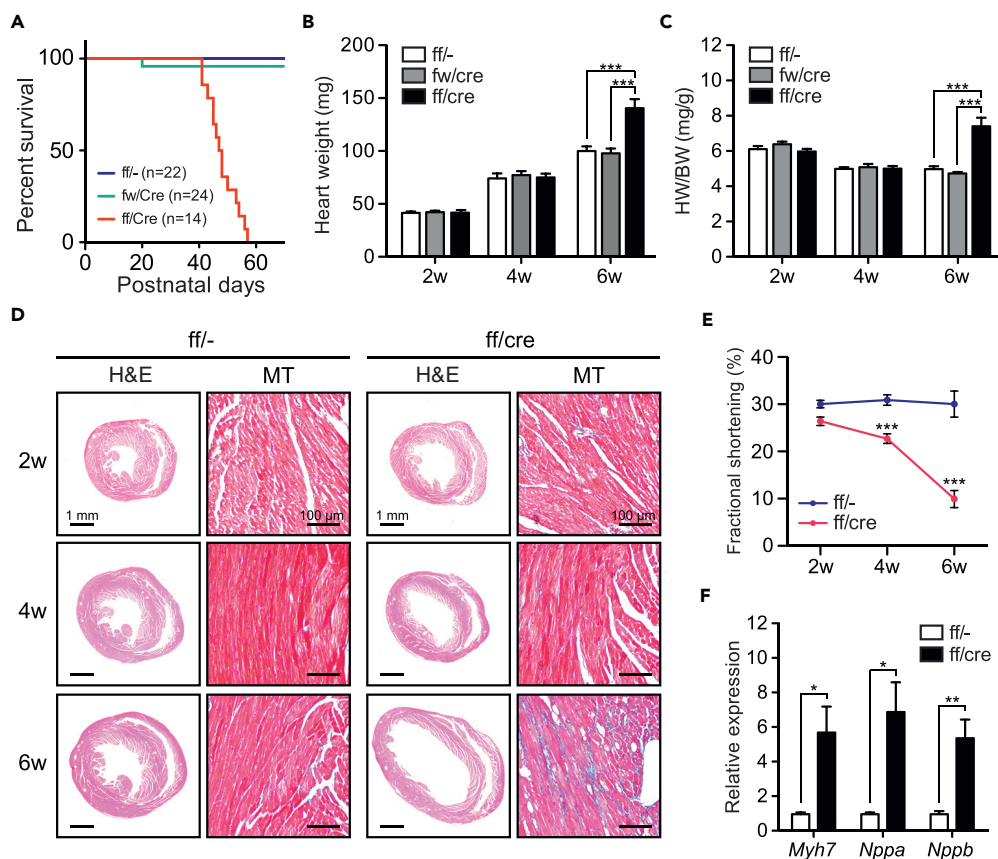 A
Percent survival
100
50
0
ff/- (n=22)
fw/Cre (n=24)
ff/Cre (n=14)
0 20 40 60
Postnatal days
B
Heart weight (mg)
200
150
100
50
0
ff/-
fw/cre
ff/cre
***
***
2w 4w 6w
C
HW/BW (mg/g)
12
10
8
6
4
2
0
ff/-
fw/cre
ff/cre
***
***
2w 4w 6w
D
ff/- ff/cre
H&E MT H&E MT
2w
1 mm 100 µm 1 mm 100 µm
4w
6w
E
Fractional shortening (%)
40
30
20
10
0
***
***
ff/-
ff/cre
2w 4w 6w
F
Relative expression
12
10
8
6
4
2
0
ff/-
ff/cre
* * **
Myh7 Nppa Nppb